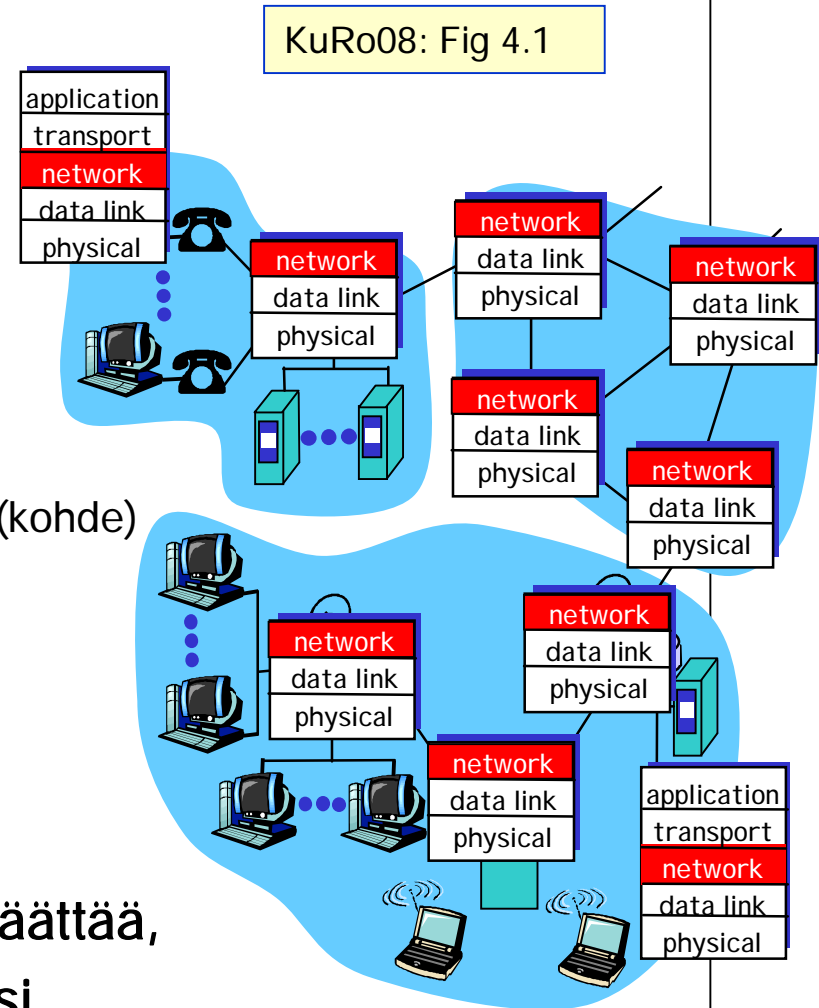 KuRo08: Fig 4.1
application
transport
network
data link
physical
network
data link
physical
network
data link
physical
network
data link
physical
network
data link
physical
network
data link
physical
(kohde)
network
data link
physical
network
data link
physical
network
data link
physical
application
transport
network
data link
physical
äättää,
si